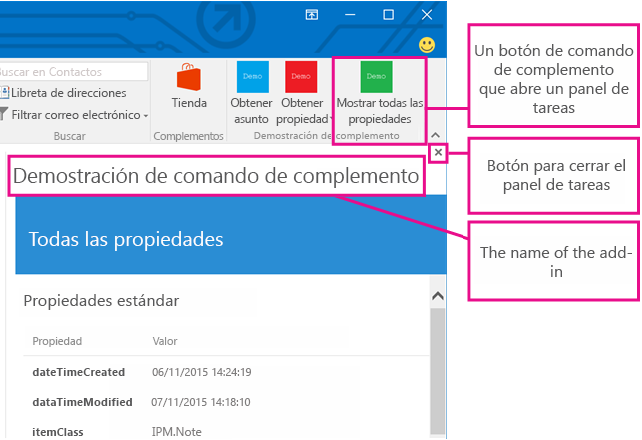 Buscar en Contactos
Libreta de direcciones
Filtrar correo electrónico
Buscar
Tienda
Complementos
Demo
Obtener
asunto
Demo
Obtener
propiedad
Demo
Mostrar todas las
propiedades
Demostración de complemento
Demostración de comando de complemento
Todas las propiedades
Propiedades estándar
Propiedad Valor
dateTimeCreated 06/11/2015 14:24:19
dataTimeModified 07/11/2015 14:18:10
itemClass IPM.Note
Un botón de comando
de complemento
que abre un panel de
tareas
Botón para cerrar el
panel de tareas
The name of the add-
in